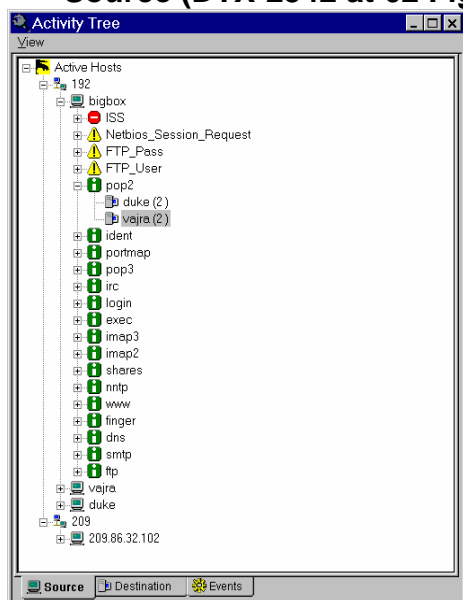 Activity Tree
View
Active Hosts
192
bigbox
ISS
Netbios_Session_Request
FTP_Pass
FTP_User
pop2
duke (2)
vajra (2)
ident
portmap
pop3
irc
login
exec
imap3
imap2
shares
nntp
www
finger
dns
smtp
ftp
vajra
duke
209
209.86.32.102
Source Destination Events